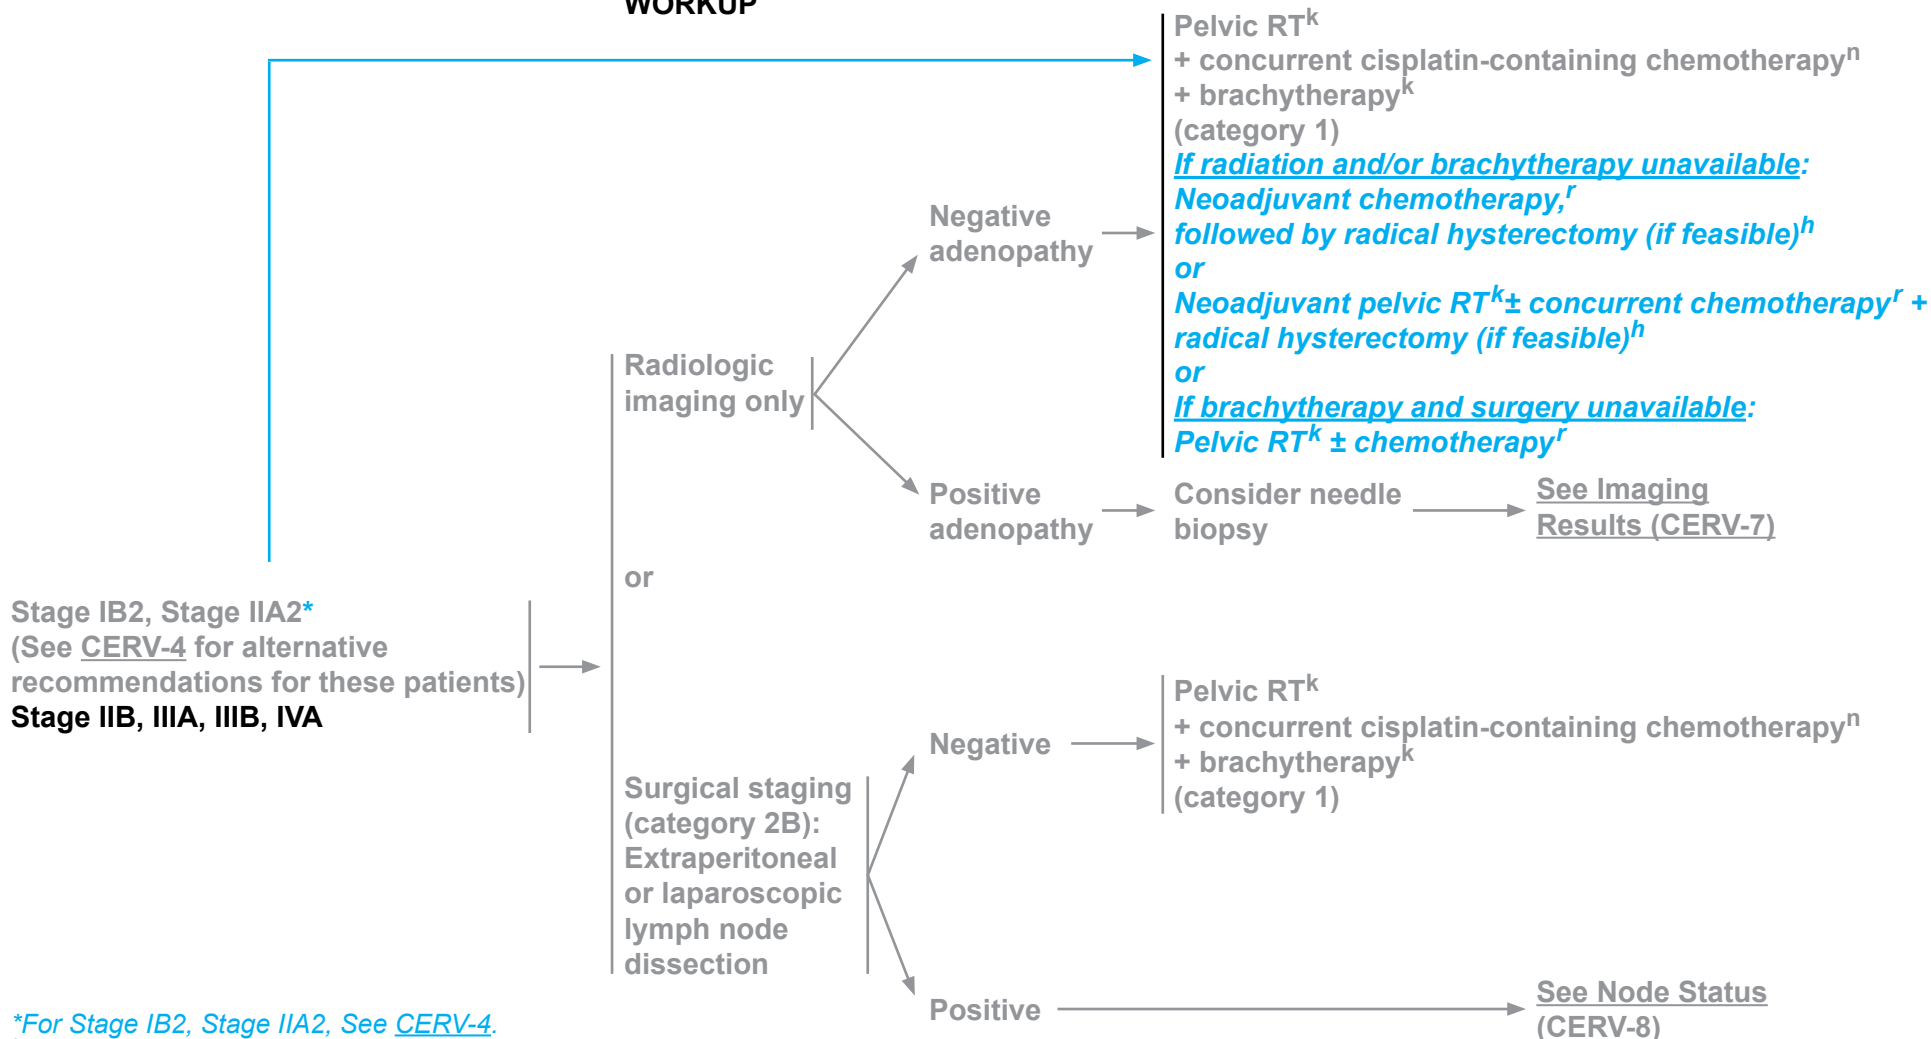 WORKUP
Pelvic RTk
+ concurrent cisplatin-containing chemotherapyn
+ brachytherapyk
(category 1)
If radiation and/or brachytherapy unavailable:
Neoadjuvant chemotherapy,r
followed by radical hysterectomy (if feasible)h
or
Neoadjuvant pelvic RTk± concurrent chemotherapyr +
radical hysterectomy (if feasible)h
or
If brachytherapy and surgery unavailable:
Pelvic RTk ± chemotherapyr
Negative
adenopathy
Radiologic
imaging only
Positive
adenopathy
Consider needle
biopsy
See Imaging
Results (CERV-7)
or
Stage IB2, Stage IIA2*
(See CERV-4 for alternative
recommendations for these patients)
Stage IIB, IIIA, IIIB, IVA
Pelvic RTk
+ concurrent cisplatin-containing chemotherapyn
+ brachytherapyk
(category 1)
Negative
Surgical staging
(category 2B):
Extraperitoneal
or laparoscopic
lymph node
dissection
Positive
See Node Status
(CERV-8)
*For Stage IB2, Stage IIA2, See CERV-4.